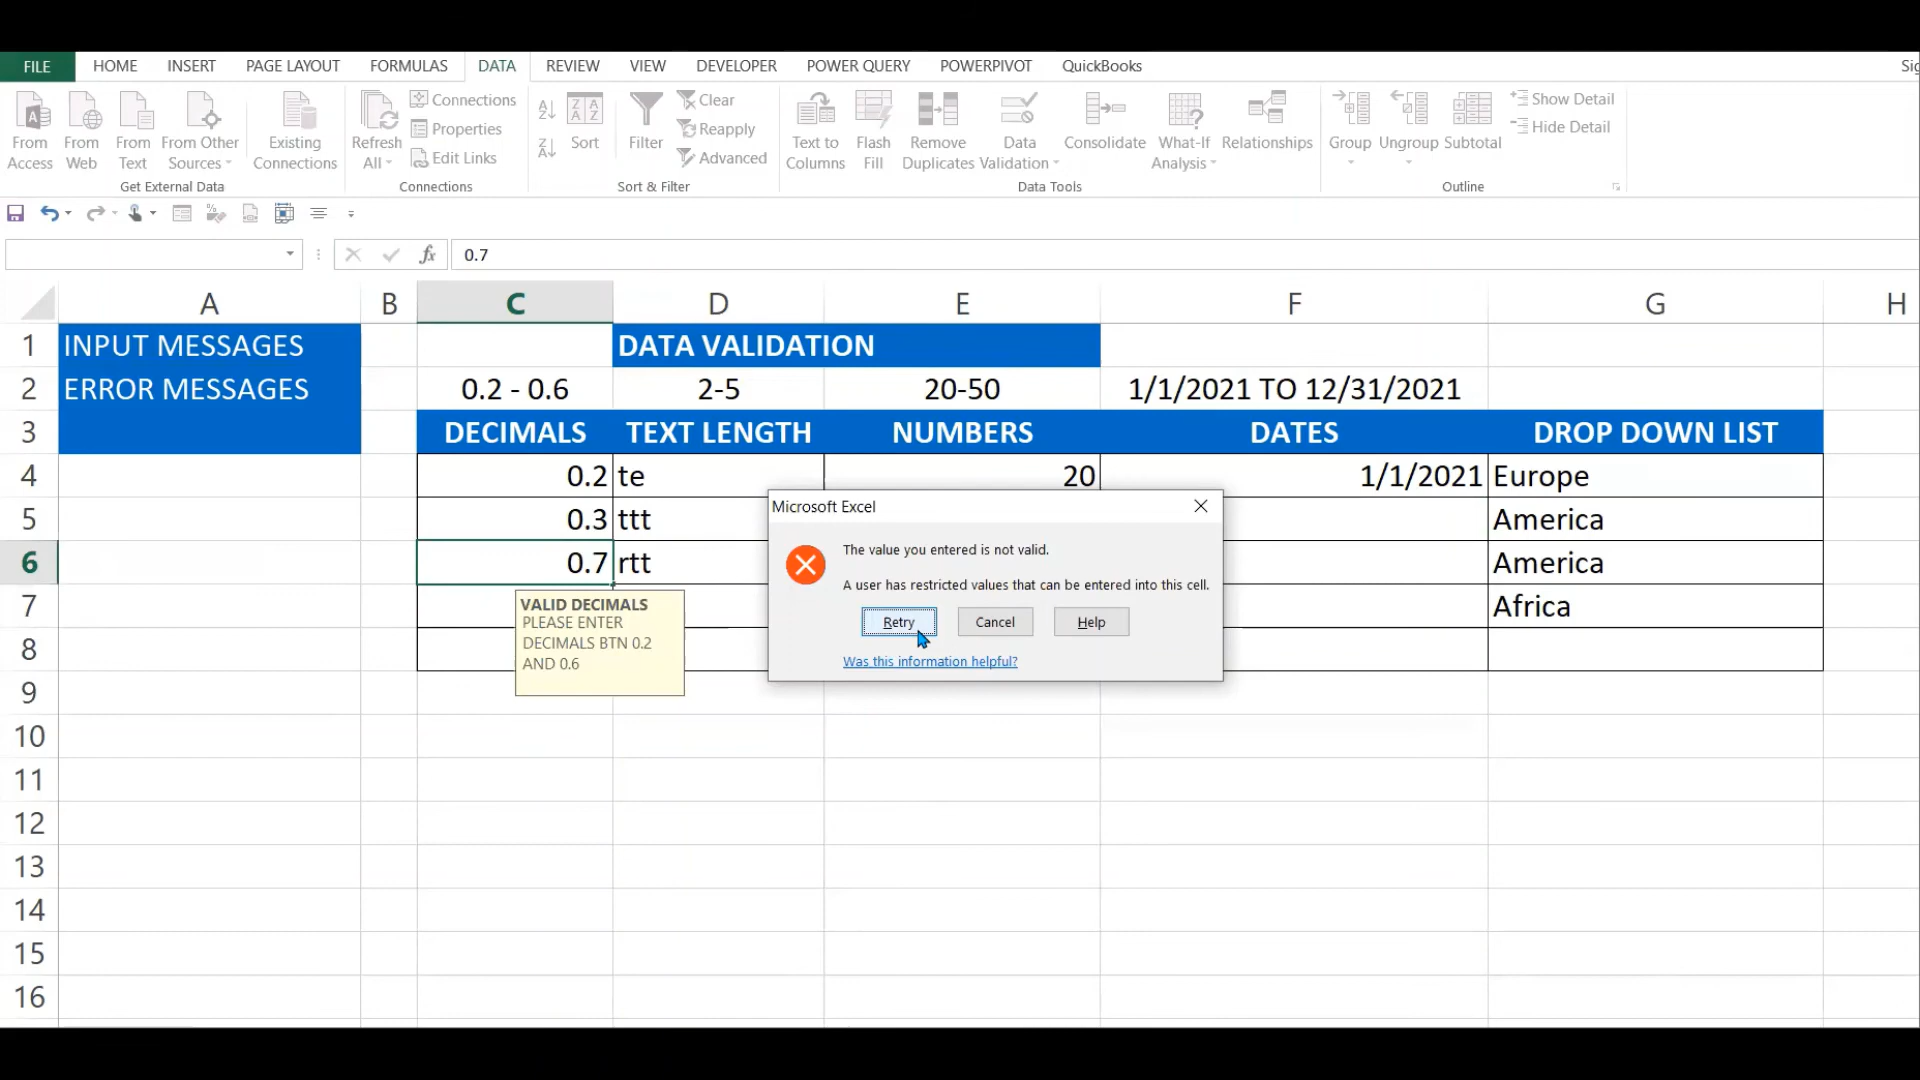 FILE HOME INSERT PAGE LAYOUT FORMULAS DATA REVIEW VIEW DEVELOPER POWER QUERY POWERPIVOT QuickBooks
From Access
From Web
From Text
From Other Sources
Get External Data
Existing Connections
Refresh All
Connections
Properties
Edit Links
Connections
Sort
Filter
Clear
Reapply
Advanced
Sort & Filter
Text to Columns
Flash Fill
Remove Duplicates
Data Validation
Consolidate
What-If Analysis
Relationships
Data Tools
Group
Ungroup
Subtotal
Show Detail
Hide Detail
Outline
fx 0.7
A B C D E F G H
1 INPUT MESSAGES DATA VALIDATION
2 ERROR MESSAGES 0.2 - 0.6 2-5 20-50 1/1/2021 TO 12/31/2021
3 DECIMALS TEXT LENGTH NUMBERS DATES DROP DOWN LIST
4 0.2 te 20 1/1/2021 Europe
5 0.3 ttt America
6 0.7 rtt America
7 Africa
8
9
10
11
12
13
14
15
16
VALID DECIMALS
PLEASE ENTER
DECIMALS BTN 0.2
AND 0.6
Microsoft Excel
The value you entered is not valid.
A user has restricted values that can be entered into this cell.
Retry Cancel Help
Was this information helpful?